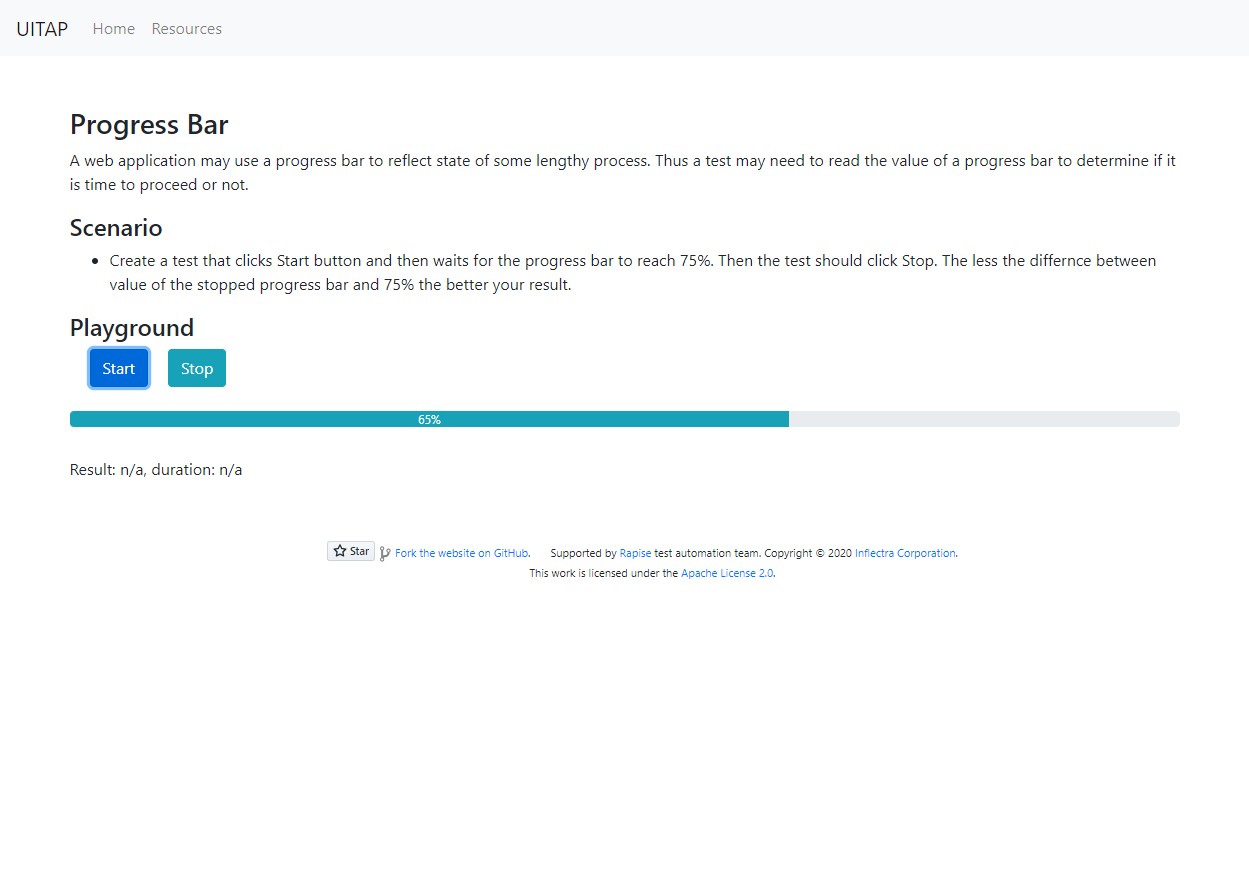 UITAP Home Resources
Progress Bar
A web application may use a progress bar to reflect state of some lengthy process. Thus a test may need to read the value of a progress bar to determine if it
is time to proceed or not.
Scenario
Create a test that clicks Start button and then waits for the progress bar to reach 75%. Then the test should click Stop. The less the differnce between
value of the stopped progress bar and 75% the better your result.
Playground
Start Stop
65%
Result: n/a, duration: n/a
Star Fork the website on GitHub. Supported by Rapise test automation team. Copyright © 2020 Inflectra Corporation.
This work is licensed under the Apache License 2.0.